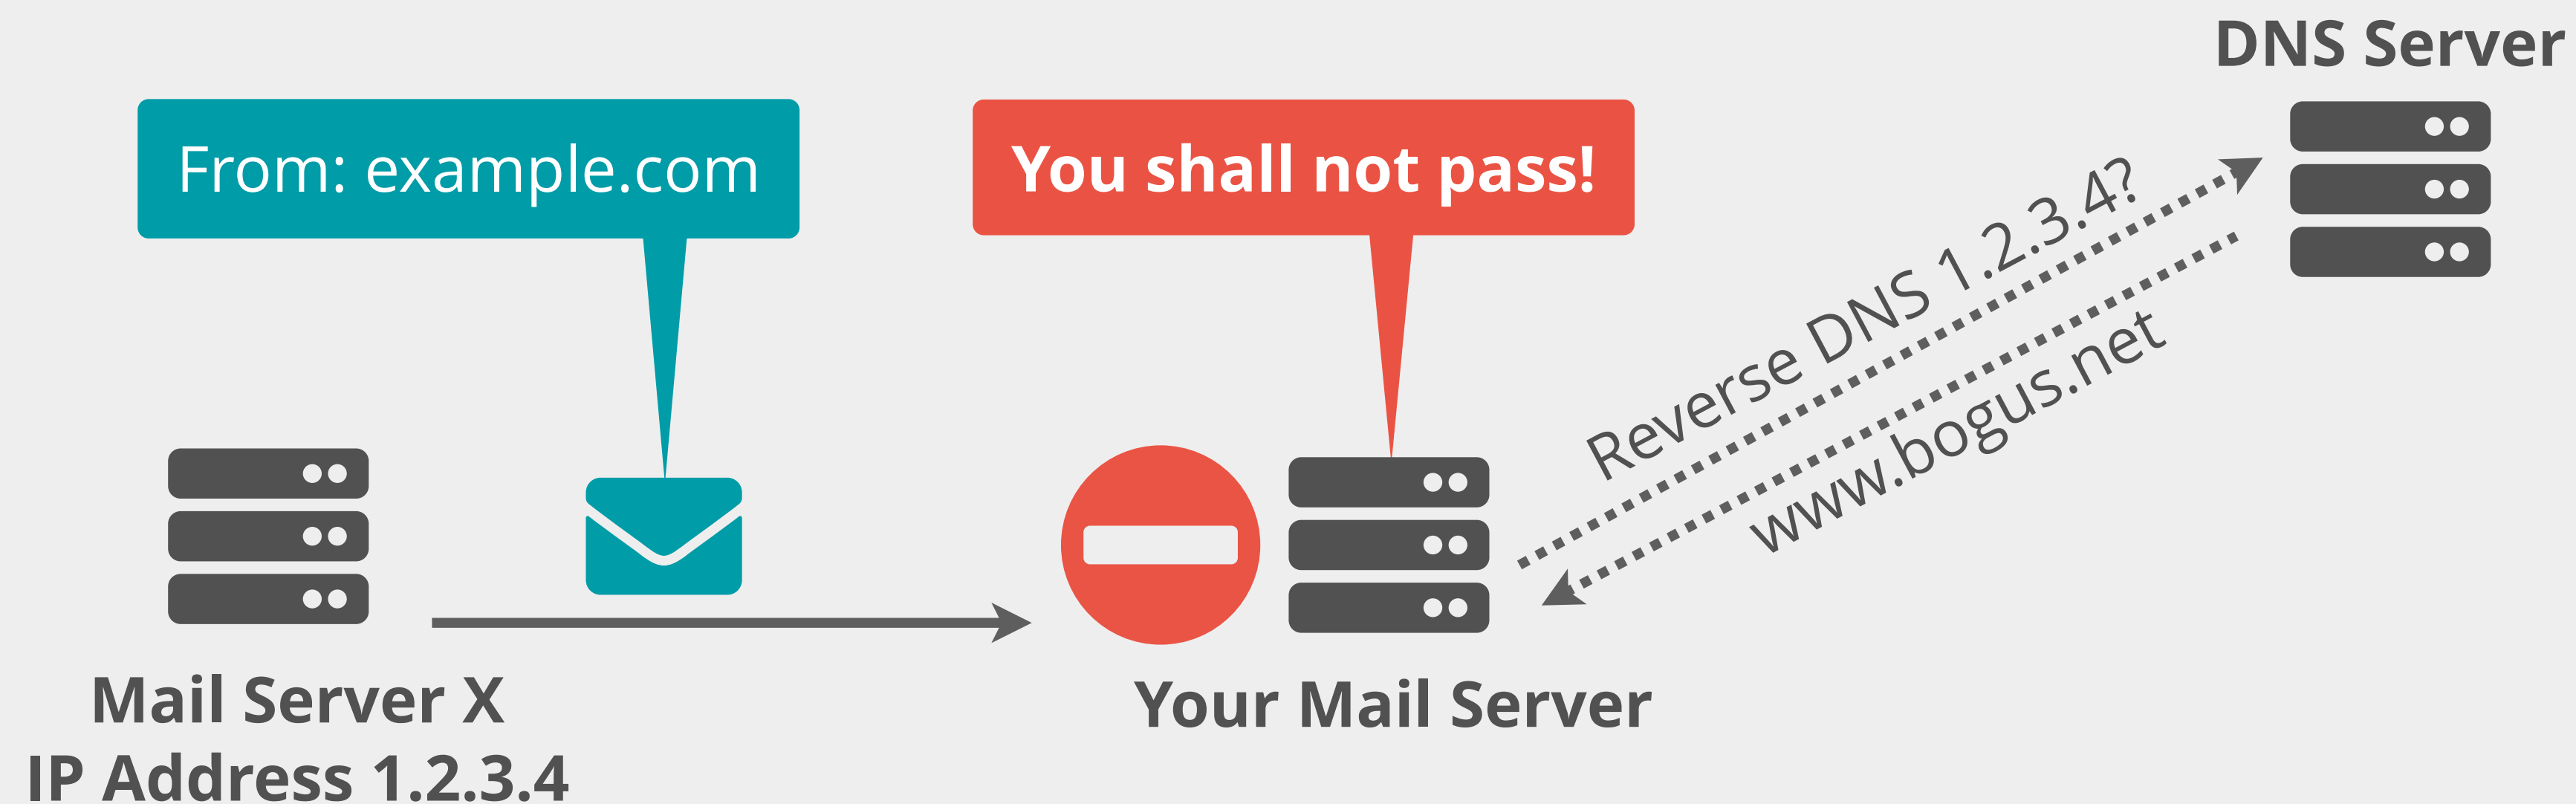 DNS Server
From: example.com
You shall not pass!
Reverse DNS 1.2.3.4?
www.bogus.net
Mail Server X
IP Address 1.2.3.4
Your Mail Server